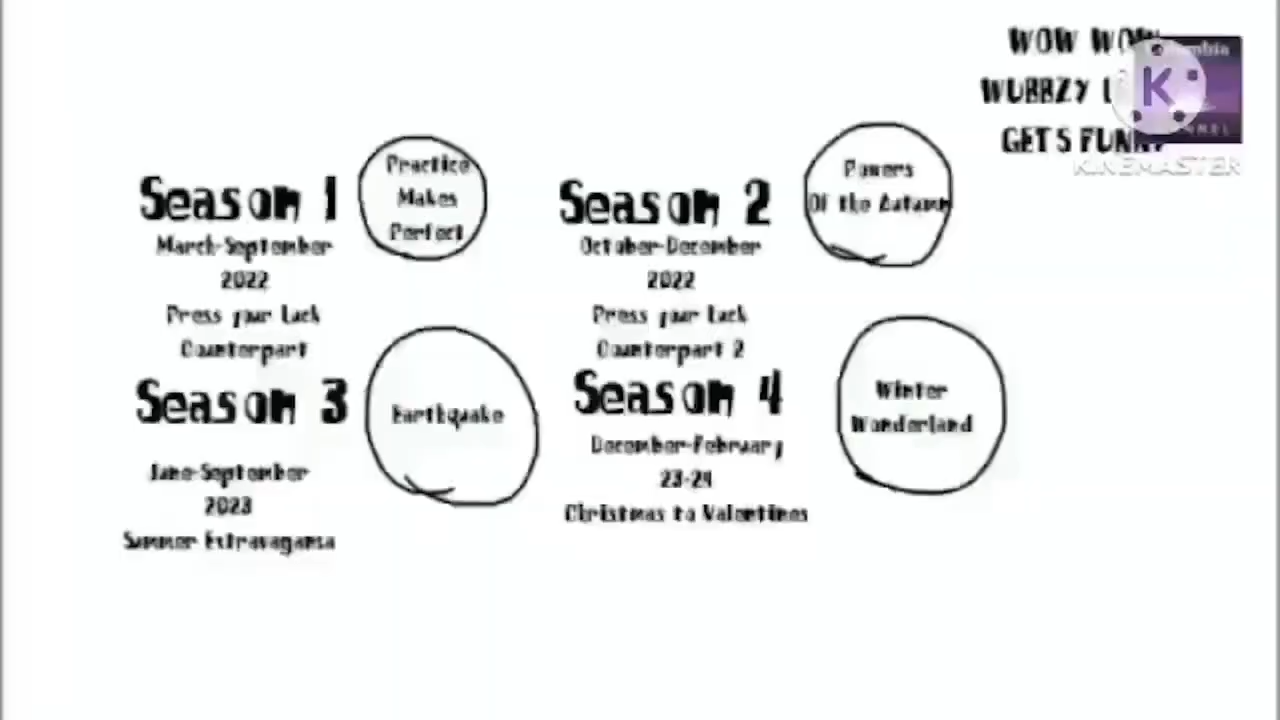 WOW WOW
WUBBZY
GETS FUNNY
K
KINEMASTER
Season 1
March-September
2022
Press your Luck
Counterpart
Practice
Makes
Perfect
Season 2
October-December
2022
Press your Luck
Counterpart 2
Powers
Of the Autumn
Season 3
June-September
2023
Summer Extravaganza
Earthquake
Season 4
December-February
23-24
Christmas to Valentines
Winter
Wonderland